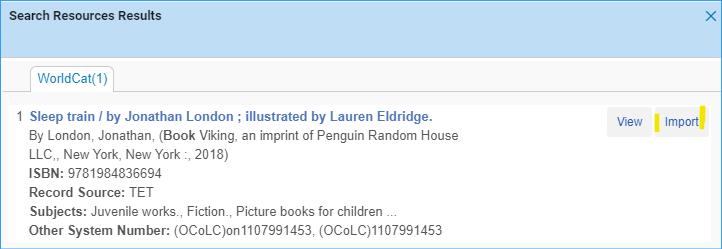 Search Resources Results
WorldCat(1)
1 Sleep train / by Jonathan London ; illustrated by Lauren Eldridge.
View Import
By London, Jonathan, (Book Viking, an imprint of Penguin Random House
LLC,, New York, New York :, 2018)
ISBN: 9781984836694
Record Source: TET
Subjects: Juvenile works., Fiction., Picture books for children ...
Other System Number: (OCoLC)on1107991453, (OCoLC)1107991453